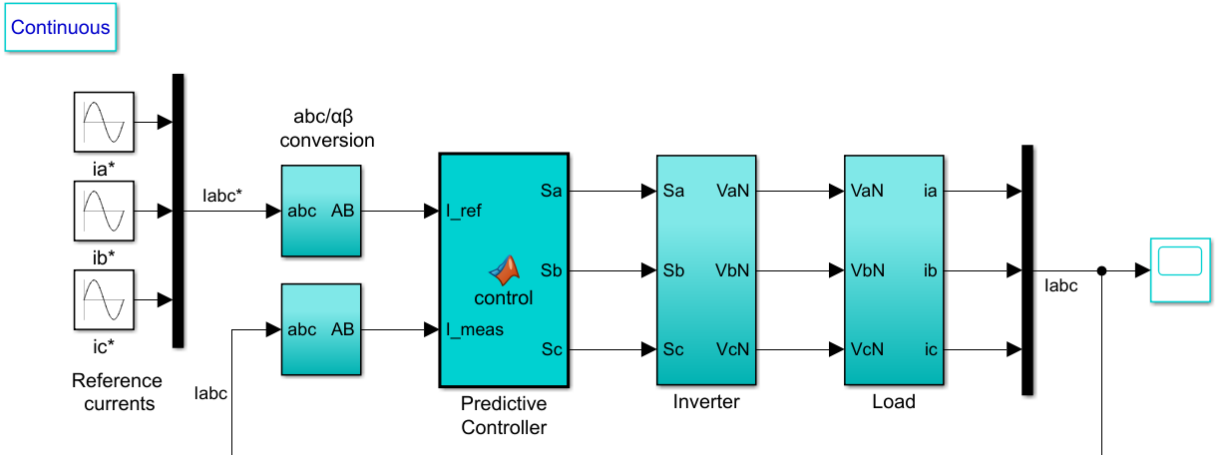 Continuous
ia*
ib*
ic*
Reference
currents
Iabc*
abc/αβ
conversion
abc AB
Iabc
abc AB
I_ref
I_meas
control
Sa
Sb
Sc
Predictive
Controller
Sa VaN
Sb VbN
Sc VcN
Inverter
VaN ia
VbN ib
VcN ic
Load
Iabc